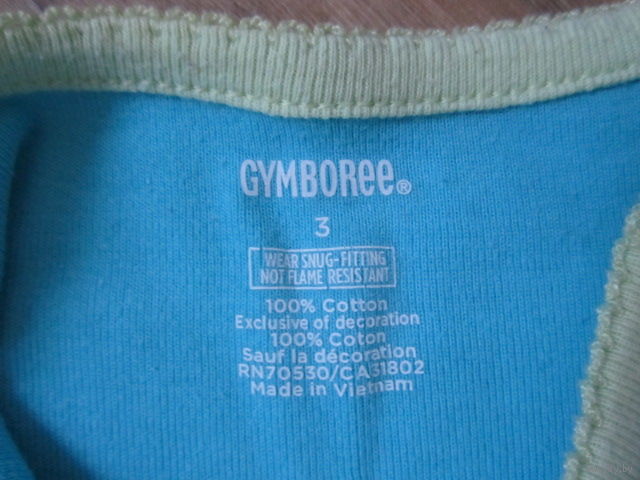 GYMBOREE®
3
WEAR SNUG-FITTING
NOT FLAME RESISTANT
100% Cotton
Exclusive of decoration
100% Coton
Sauf la décoration
RN70530/CA31802
Made in Vietnam